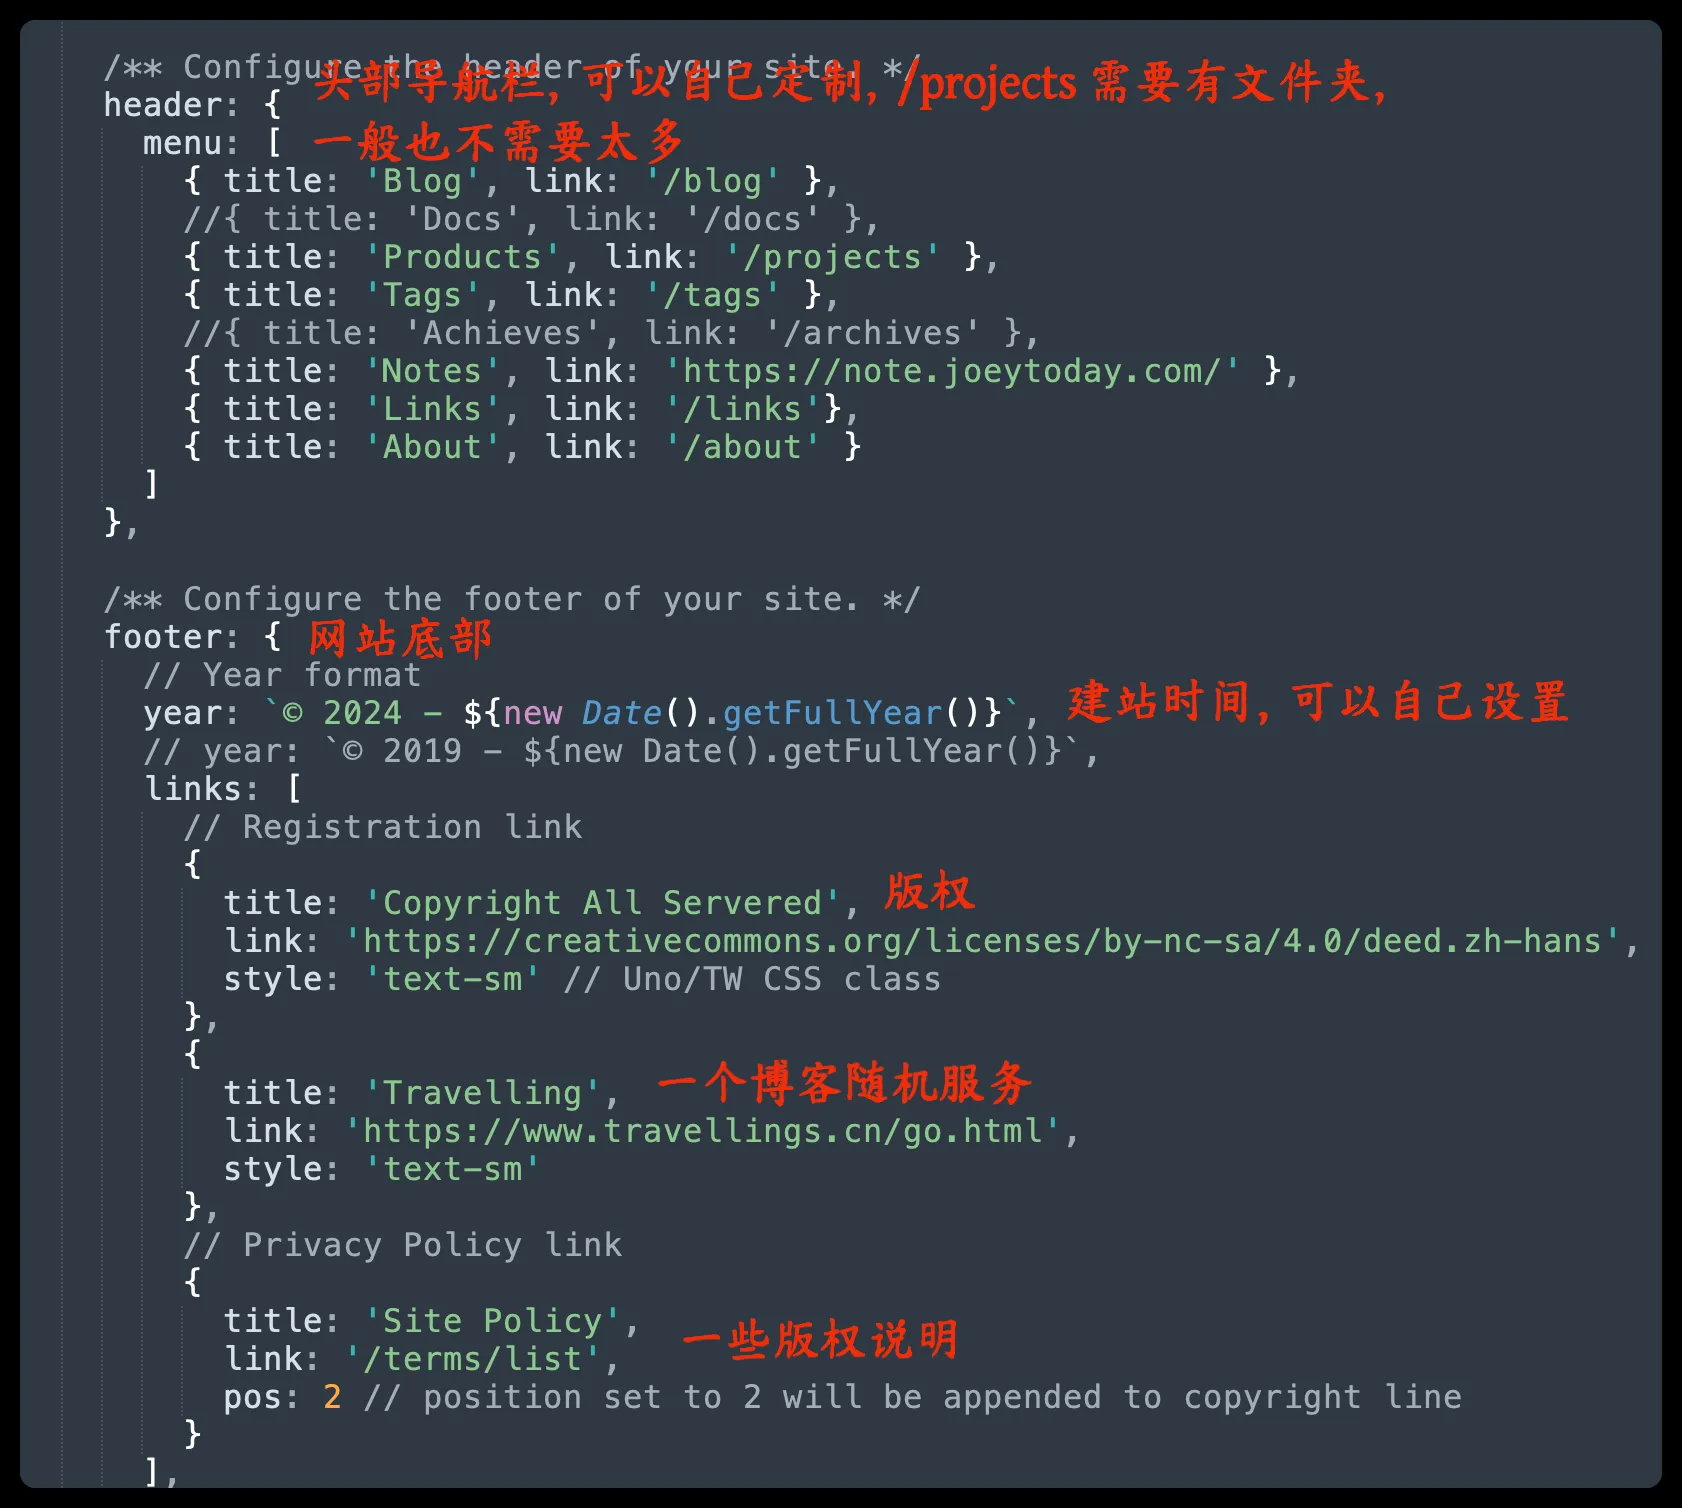 /** Configure the header of your site. */
头部导航栏, 可以自己定制, /projects 需要有文件夹,
header: {
menu: [ 一般也不需要太多
{ title: 'Blog', link: '/blog' },
//{ title: 'Docs', link: '/docs' },
{ title: 'Products', link: '/projects' },
{ title: 'Tags', link: '/tags' },
//{ title: 'Achieves', link: '/archives' },
{ title: 'Notes', link: 'https://note.joeytoday.com/' },
{ title: 'Links', link: '/links'},
{ title: 'About', link: '/about' }
]
},
/** Configure the footer of your site. */
footer: { 网站底部
// Year format
year: `© 2024 - ${new Date().getFullYear()}`, 建站时间, 可以自己设置
// year: `© 2019 - ${new Date().getFullYear()}`,
links: [
// Registration link
{
title: 'Copyright All Servered', 版权
link: 'https://creativecommons.org/licenses/by-nc-sa/4.0/deed.zh-hans',
style: 'text-sm' // Uno/TW CSS class
},
{
title: 'Travelling', 一个博客随机服务
link: 'https://www.travellings.cn/go.html',
style: 'text-sm'
},
// Privacy Policy link
{
title: 'Site Policy', 一些版权说明
link: '/terms/list',
pos: 2 // position set to 2 will be appended to copyright line
}
],